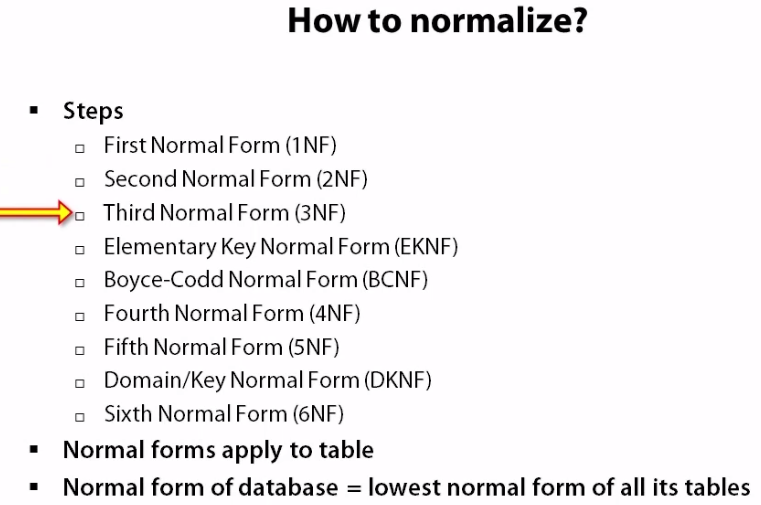 How to normalize?
Steps
First Normal Form (1NF)
Second Normal Form (2NF)
Third Normal Form (3NF)
Elementary Key Normal Form (EKNF)
Boyce-Codd Normal Form (BCNF)
Fourth Normal Form (4NF)
Fifth Normal Form (5NF)
Domain/Key Normal Form (DKNF)
Sixth Normal Form (6NF)
Normal forms apply to table
Normal form of database = lowest normal form of all its tables